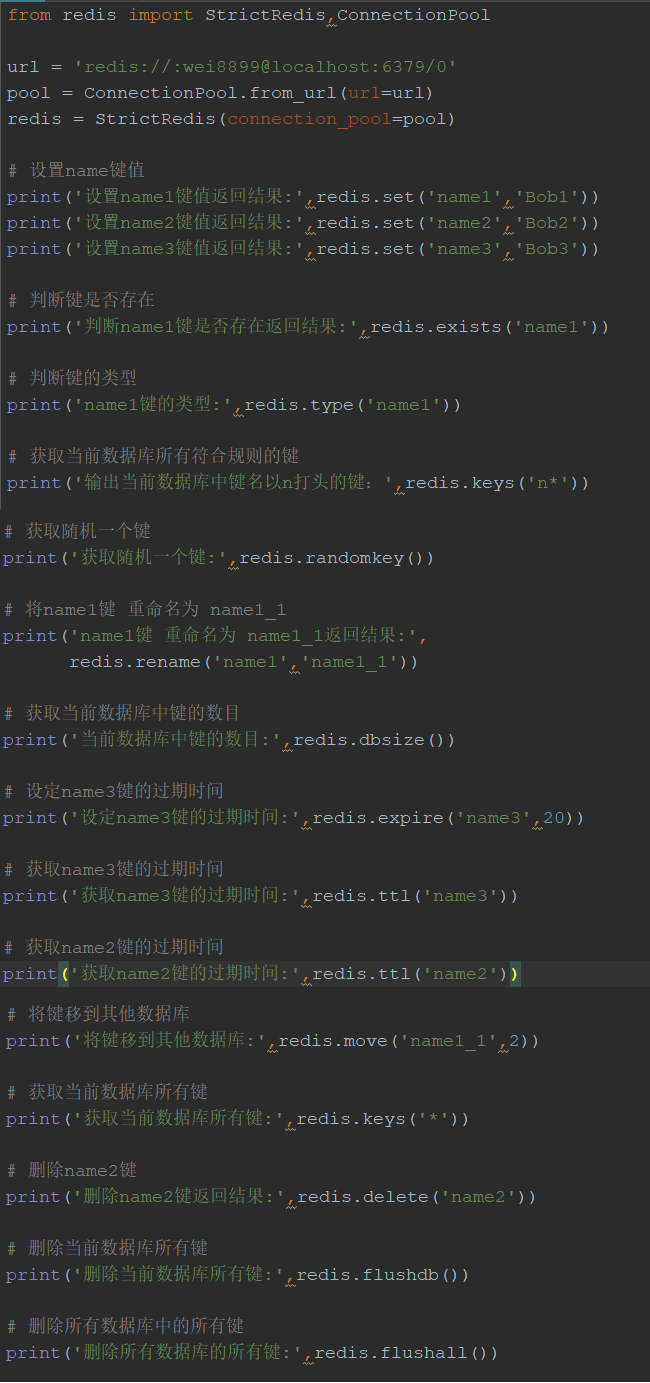 from redis import StrictRedis,ConnectionPool
url = 'redis://:wei8899@localhost:6379/0'
pool = ConnectionPool.from_url(url=url)
redis = StrictRedis(connection_pool=pool)
# 设置name键值
print('设置name1键值返回结果:',redis.set('name1','Bob1'))
print('设置name2键值返回结果:',redis.set('name2','Bob2'))
print('设置name3键值返回结果:',redis.set('name3','Bob3'))
# 判断键是否存在
print('判断name1键是否存在返回结果:',redis.exists('name1'))
# 判断键的类型
print('name1键的类型:',redis.type('name1'))
# 获取当前数据库所有符合规则的键
print('输出当前数据库中键名以n打头的键：',redis.keys('n*'))
# 获取随机一个键
print('获取随机一个键:',redis.randomkey())
# 将name1键 重命名为 name1_1
print('name1键 重命名为 name1_1返回结果:',
redis.rename('name1','name1_1'))
# 获取当前数据库中键的数目
print('当前数据库中键的数目:',redis.dbsize())
# 设定name3键的过期时间
print('设定name3键的过期时间:',redis.expire('name3',20))
# 获取name3键的过期时间
print('获取name3键的过期时间:',redis.ttl('name3'))
# 获取name2键的过期时间
print('获取name2键的过期时间:',redis.ttl('name2'))
# 将键移到其他数据库
print('将键移到其他数据库:',redis.move('name1_1',2))
# 获取当前数据库所有键
print('获取当前数据库所有键:',redis.keys('*'))
# 删除name2键
print('删除name2键返回结果:',redis.delete('name2'))
# 删除当前数据库所有键
print('删除当前数据库所有键:',redis.flushdb())
# 删除所有数据库中的所有键
print('删除所有数据库的所有键:',redis.flushall())